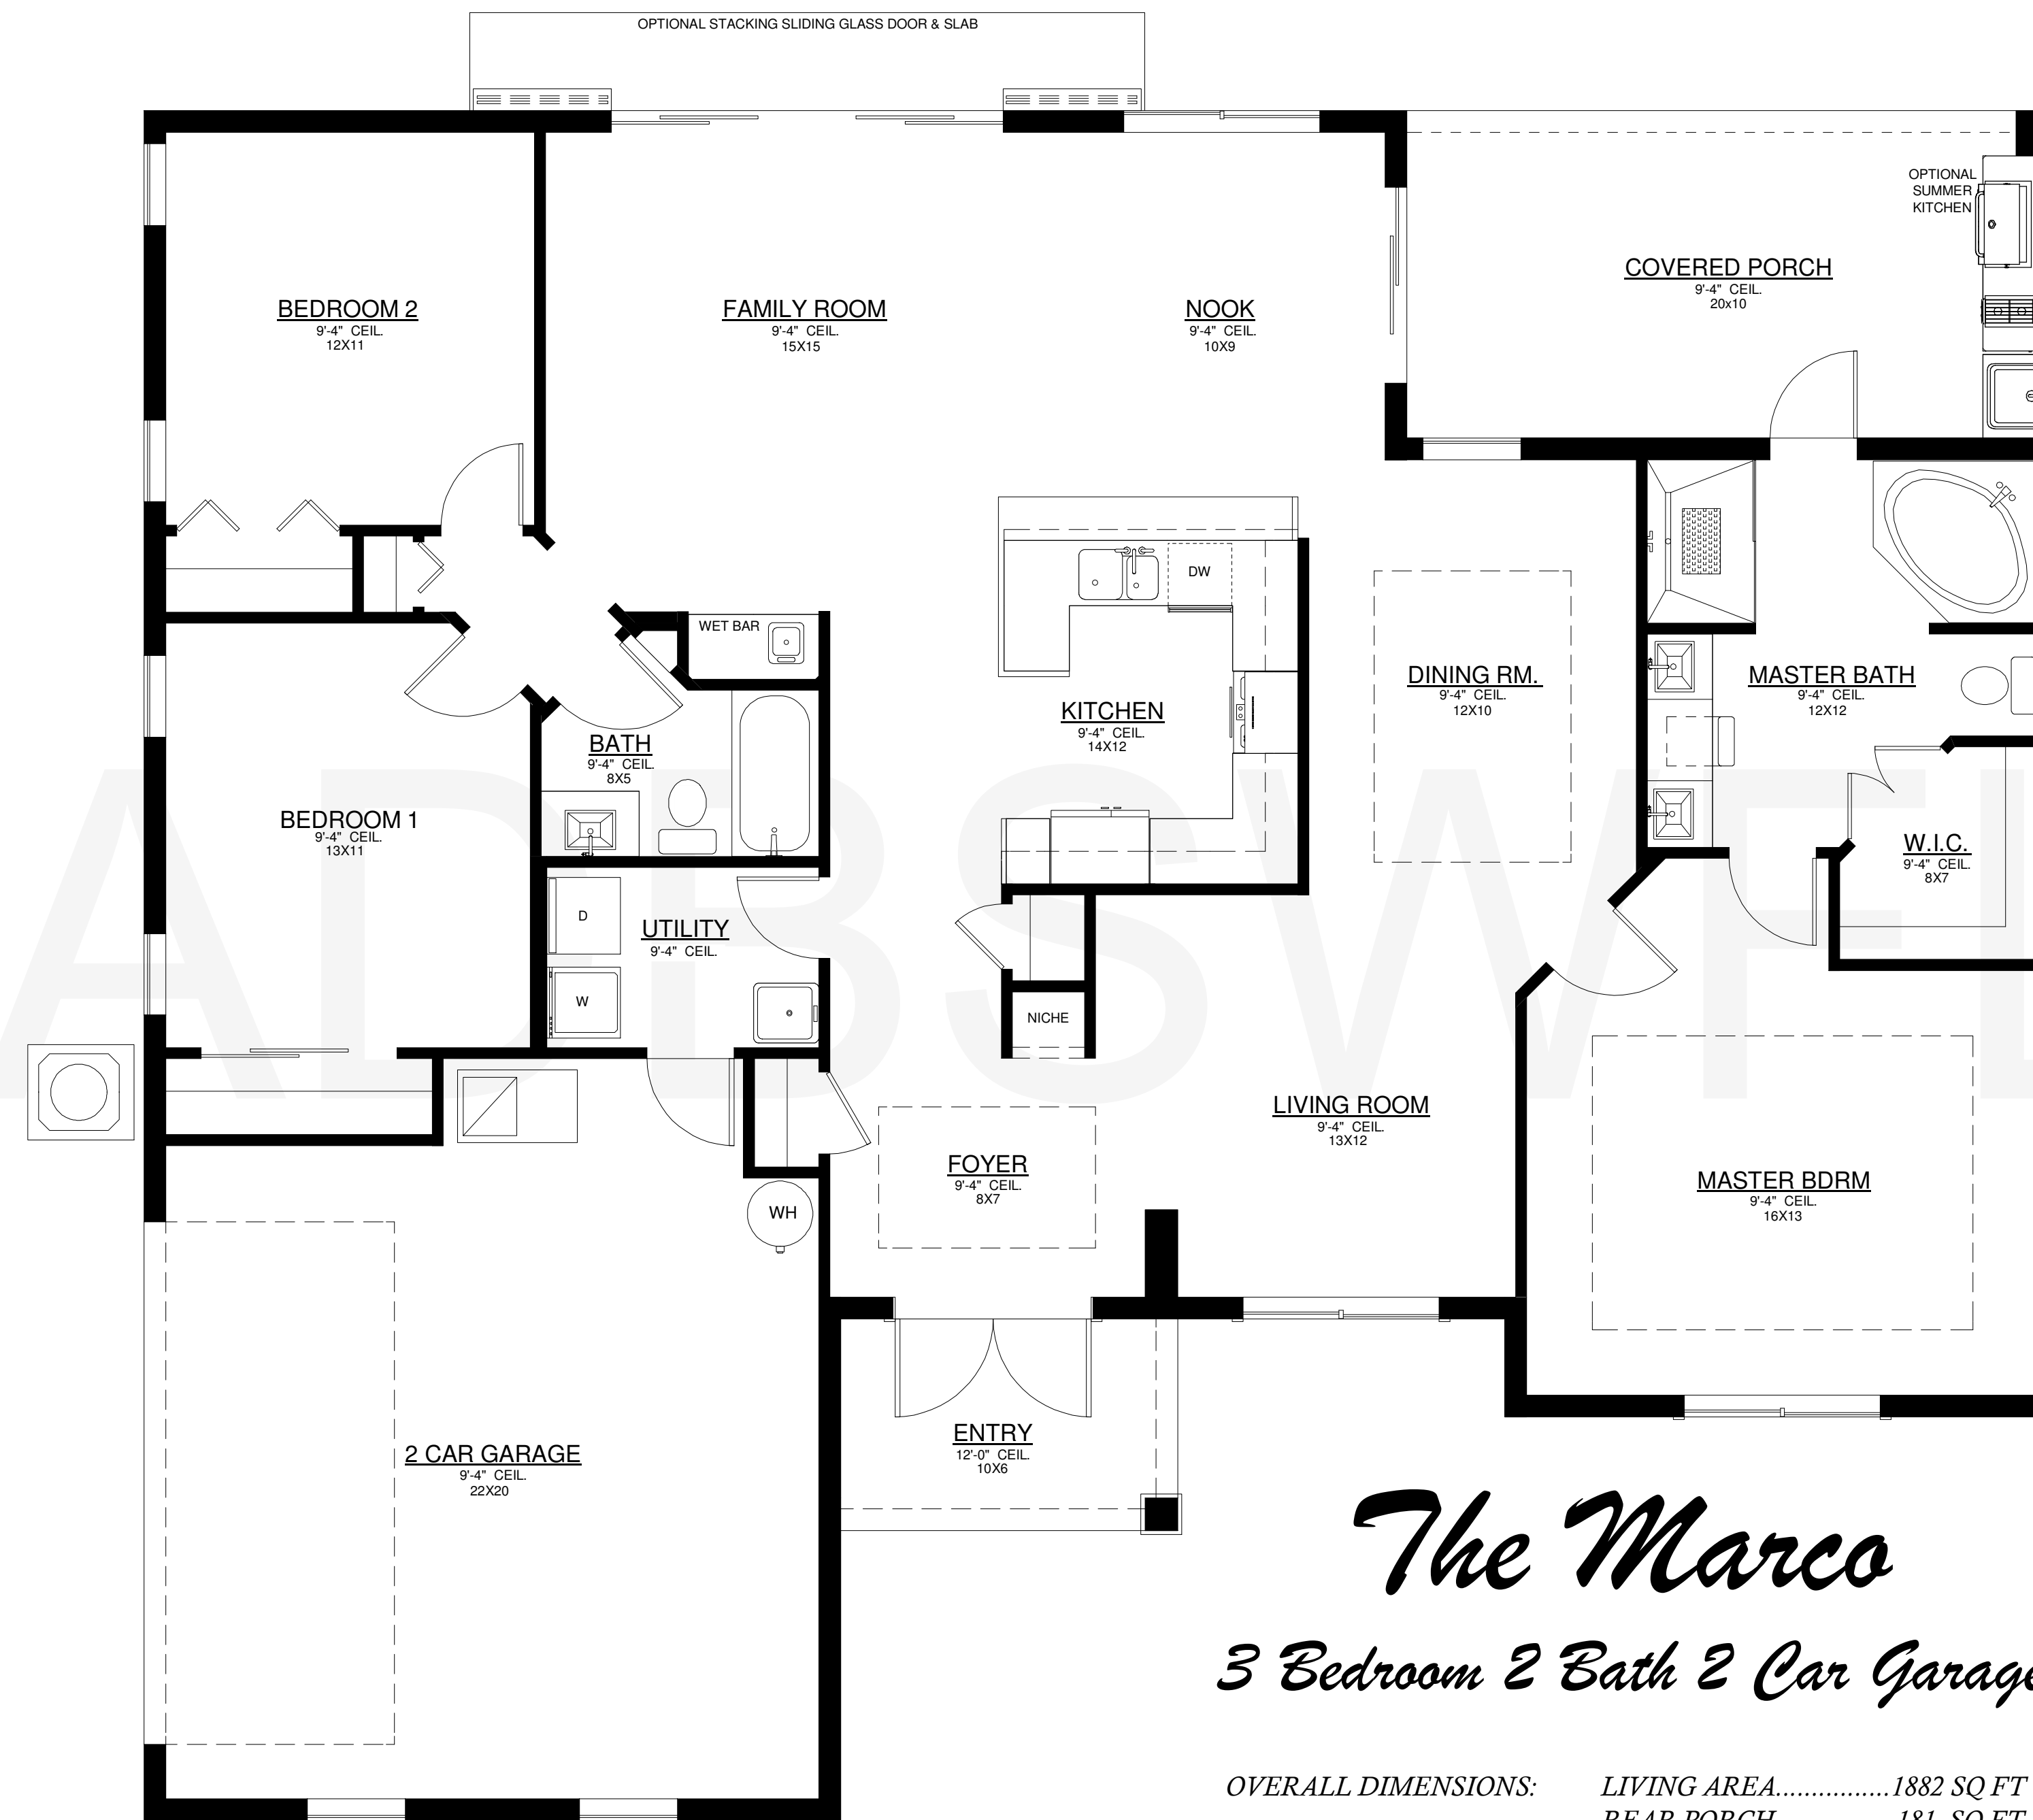 OPTIONAL STACKING SLIDING GLASS DOOR & SLAB
OPTIONAL
SUMMER
KITCHEN
COVERED PORCH
9'-4" CEIL.
20x10
BEDROOM 2
9'-4" CEIL.
12X11
FAMILY ROOM
9'-4" CEIL.
15X15
NOOK
9'-4" CEIL.
10X9
DW
WET BAR
DINING RM.
9'-4" CEIL.
12X10
MASTER BATH
9'-4" CEIL.
12X12
KITCHEN
9'-4" CEIL.
14X12
BATH
9'-4" CEIL.
8X5
BEDROOM 1
9'-4" CEIL.
13X11
W.I.C.
9'-4" CEIL.
8X7
D
UTILITY
9'-4" CEIL.
W
NICHE
ADBSWFL
LIVING ROOM
9'-4" CEIL.
13X12
FOYER
9'-4" CEIL.
8X7
MASTER BDRM
9'-4" CEIL.
16X13
WH
ENTRY
12'-0" CEIL.
10X6
2 CAR GARAGE
9'-4" CEIL.
22X20
The Marco
3 Bedroom 2 Bath 2 Car Garage
OVERALL DIMENSIONS: LIVING AREA................1882 SQ FT
REAR PORCH 181 SQ FT